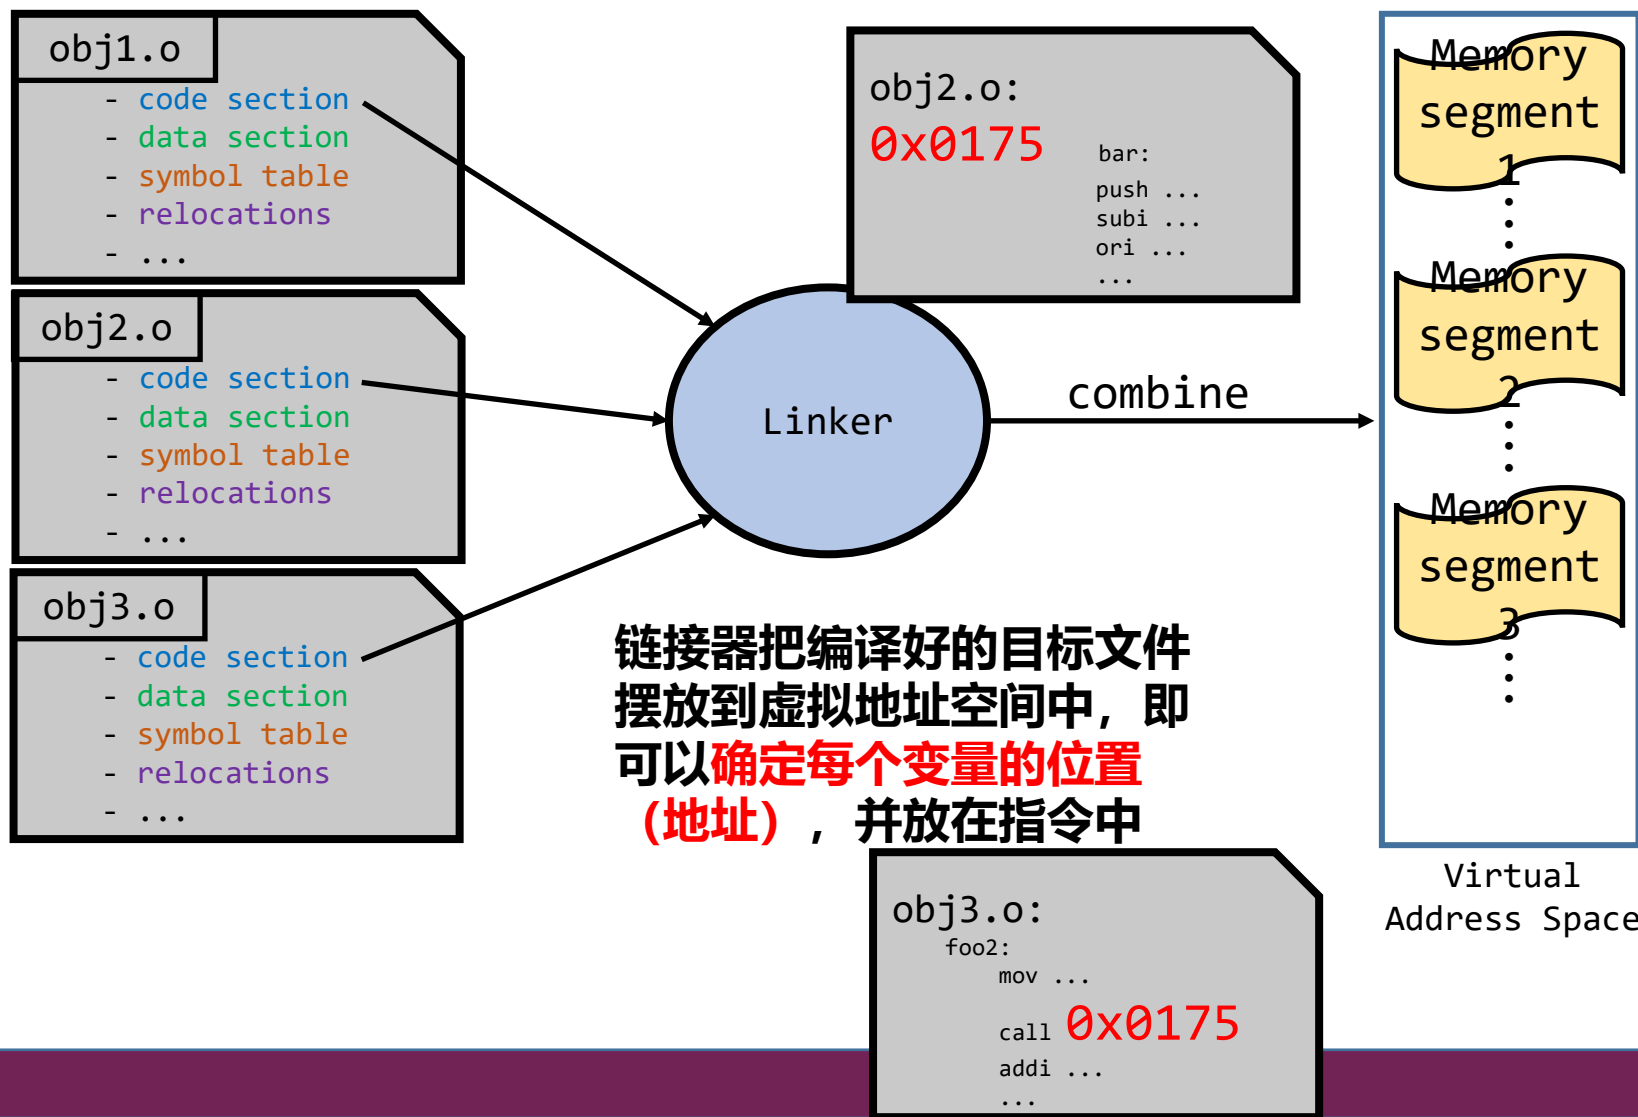 obj1.o
- code section
- data section
- symbol table
- relocations
- ...
obj2.o
- code section
- data section
- symbol table
- relocations
- ...
obj3.o
- code section
- data section
- symbol table
- relocations
- ...
Linker
obj2.o:
0x0175
bar:
push ...
subi ...
ori ...
...
combine
链接器把编译好的目标文件
摆放到虚拟地址空间中，即
可以确定每个变量的位置
（地址），并放在指令中
obj3.o:
foo2:
mov ...
call 0x0175
addi ...
...
Memory
segment
1
Memory
segment
2
Memory
segment
3
Virtual
Address Space